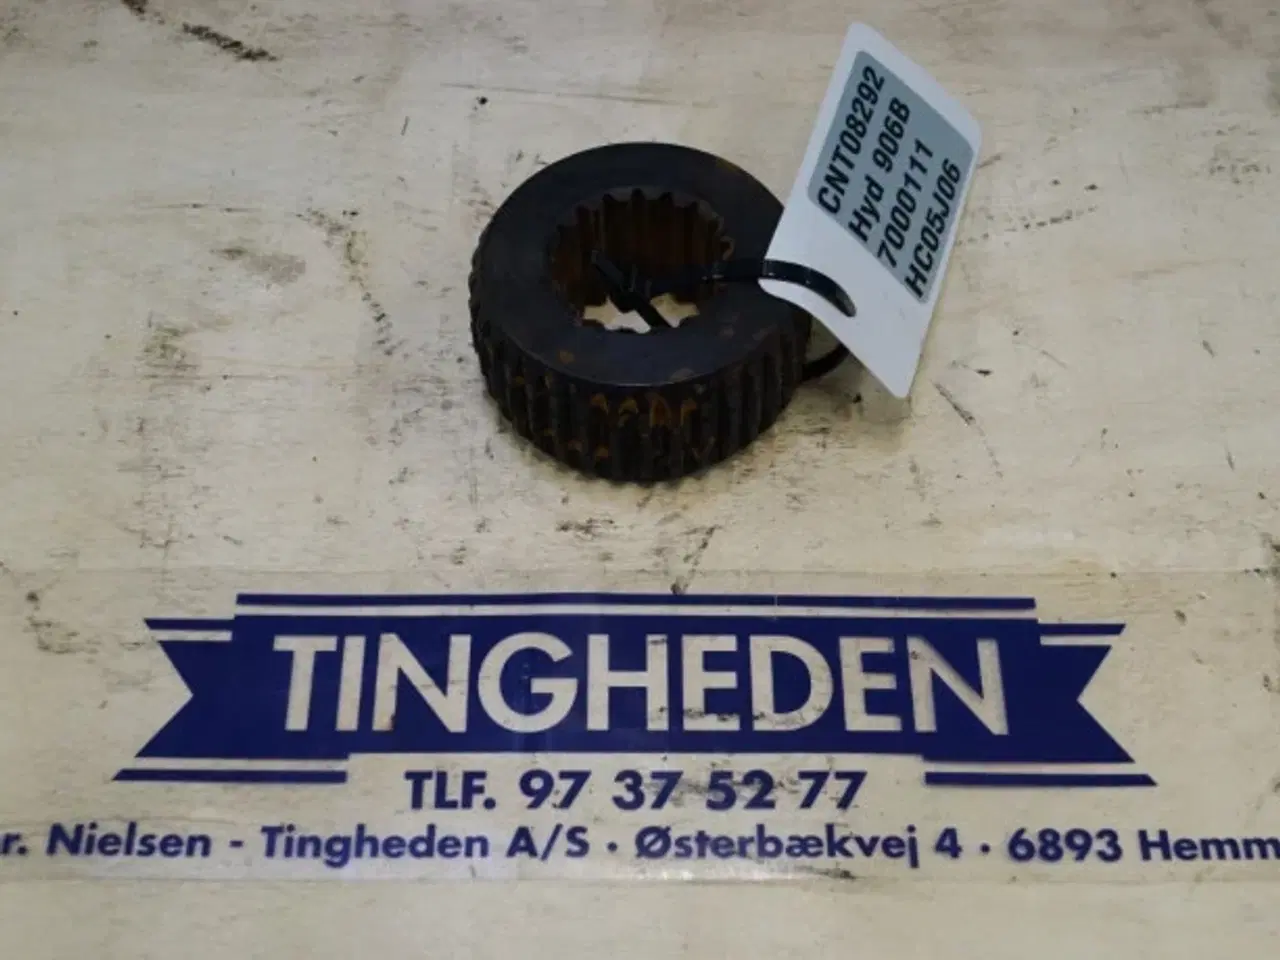 CNT08292
Hyd 906B
7000111
HC05J06
TINGHEDEN
TLF. 97 37 52 77
r. Nielsen - Tingheden A/S · Østerbækvej 4 · 6893 Hemm